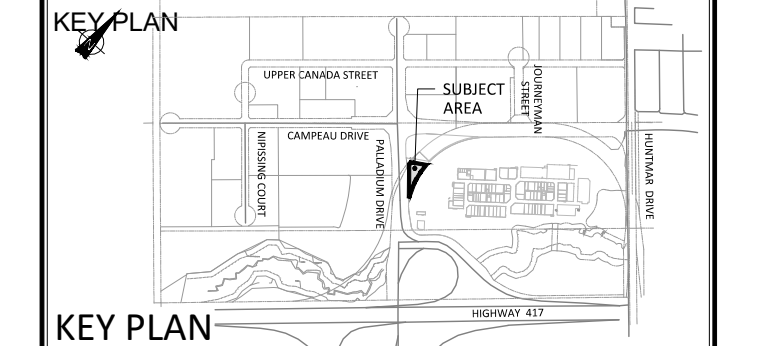 KEY PLAN
UPPER CANADA STREET
SUBJECT
AREA
JOURNEYMAN
STREET
CAMPEAU DRIVE
NIPISSING COURT
PALLADIUM DRIVE
HUNTMAR DRIVE
HIGHWAY 417
KEY PLAN